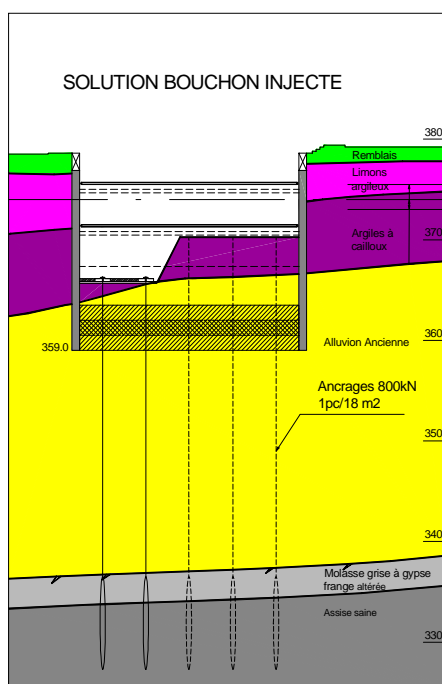 SOLUTION BOUCHON INJECTE
380
Remblais
Limons
argileux
370
Argles à
cailloux
360
359.0
Alluvion Ancienne
Ancrages 800kN
1pc/18 m2
350
340
Molasse grise à gypse
frange altérée
Assise saine
330